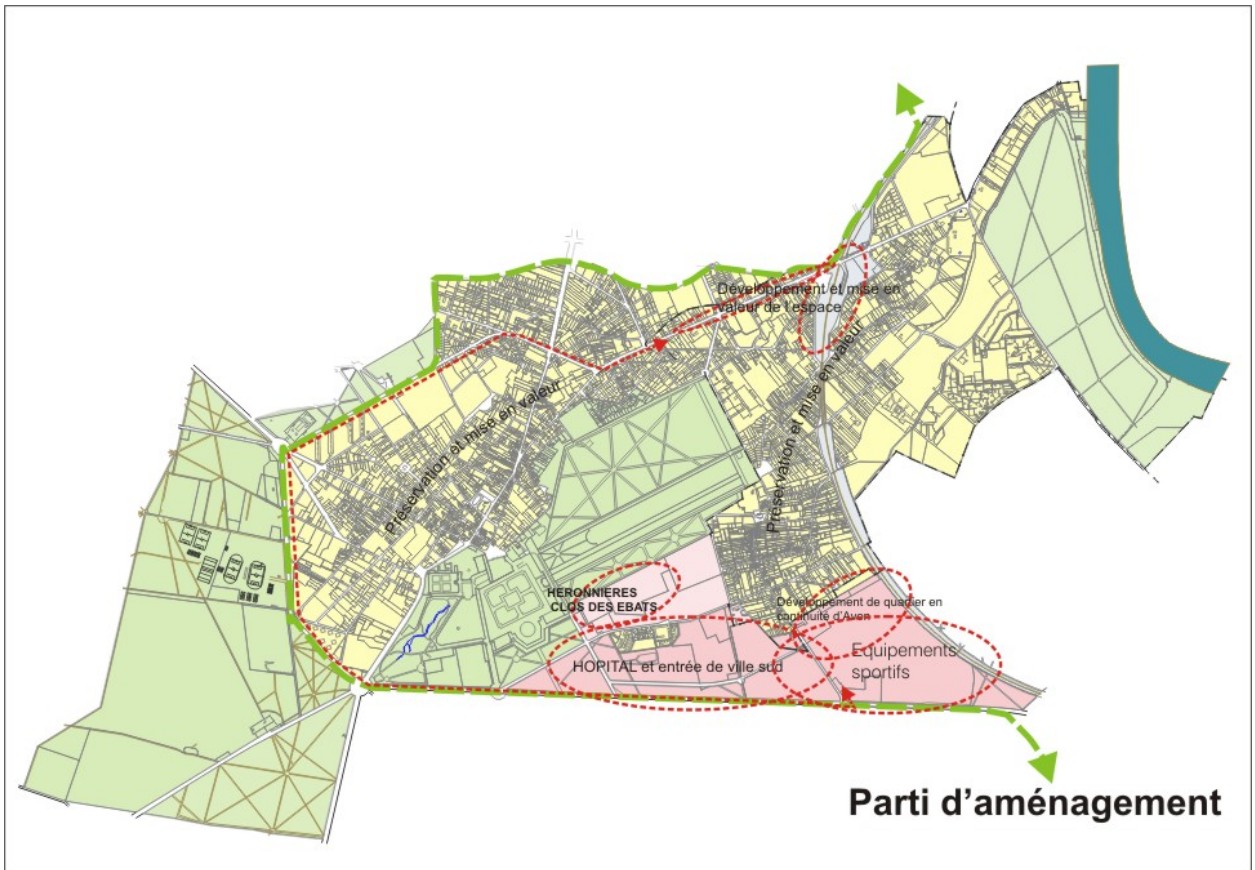 Développement et mise en
valeur de l'espace
Préservation et mise en valeur
Préservation et mise en valeur
HERONNIERES
CLOS DES EBATS
Développement de quartier en
continuité d'Avon
HOPITAL et entrée de ville sud
Equipements
sportifs
Parti d'aménagement